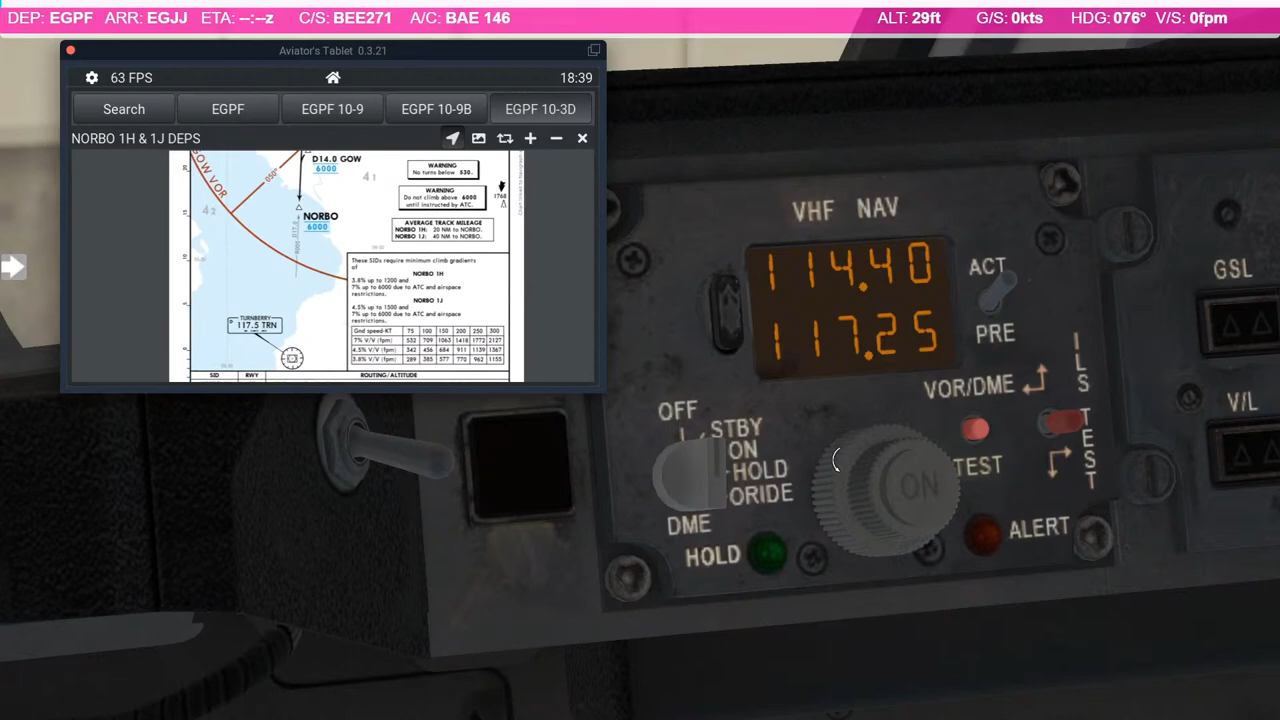 DEP: EGPF ARR: EGJJ ETA: --:--z C/S: BEE271 A/C: BAE 146 ALT: 29ft G/S: 0kts HDG: 076° V/S: 0fpm
Aviator's Tablet 0.3.21
63 FPS 18:39
Search EGPF EGPF 10-9 EGPF 10-9B EGPF 10-3D
NORBO 1H & 1J DEPS
D14.0 GOW
6000
GOW VOR
050°
NORBO
6000
D17.0
WARNING
No turns below 530.
WARNING
Do not climb above 6000
until instructed by ATC.
1768
AVERAGE TRACK MILEAGE
NORBO 1H: 20 NM to NORBO.
NORBO 1J: 40 NM to NORBO.
These SIDs require minimum climb gradients
of
NORBO 1H
3.8% up to 1200 and
7% up to 6000 due to ATC and airspace
restrictions.
NORBO 1J
4.5% up to 1500 and
7% up to 6000 due to ATC and airspace
restrictions.
Gnd speed-KT 75 100 150 200 250 300
7% V/V (fpm) 532 709 1063 1418 1772 2127
4.5% V/V (fpm) 342 456 684 911 1139 1367
3.8% V/V (fpm) 289 385 577 770 962 1155
TURNBERRY
117.5 TRN
SID RWY ROUTING/ALTITUDE
VHF NAV
114.40
117.25
ACT
PRE
VOR/DME
ILS
TEST
TEST
OFF
STBY
ON
HOLD
ORIDE
DME
HOLD
ON
ALERT
GSL
V/L